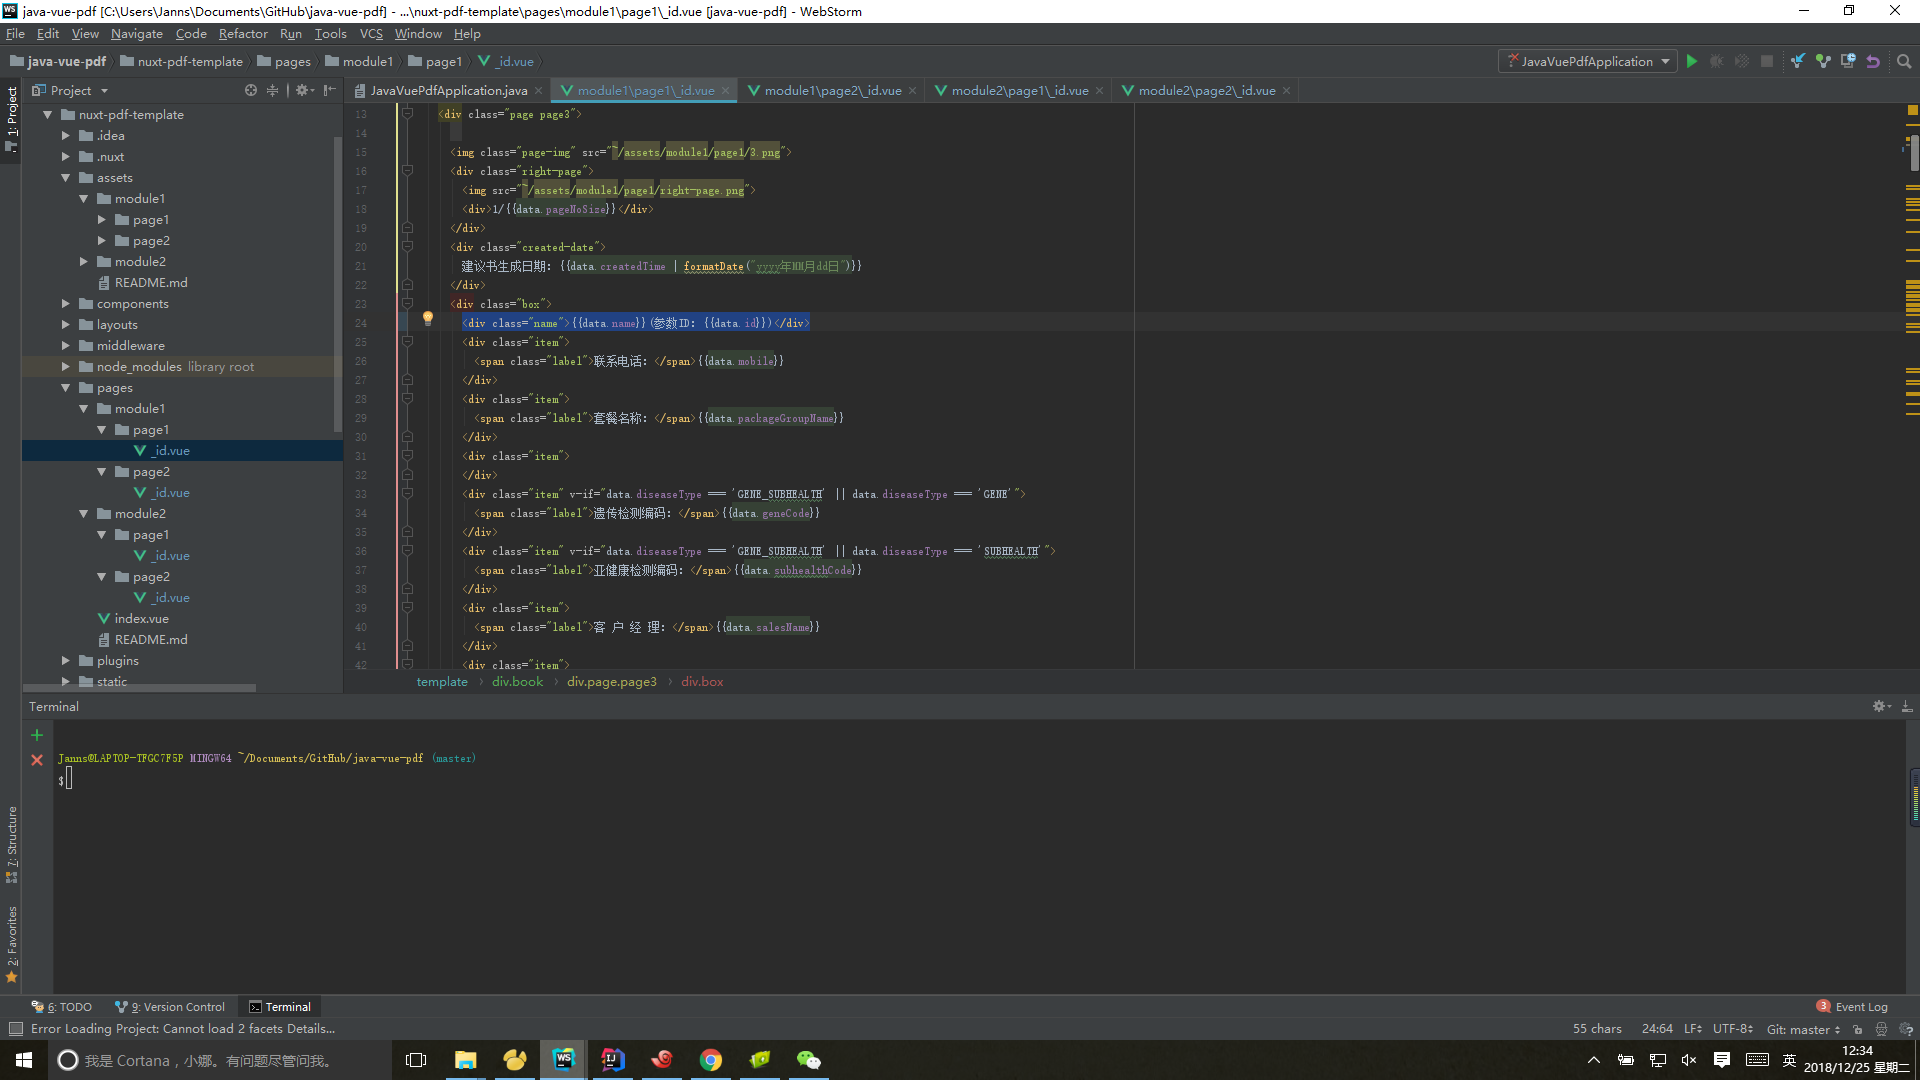 java-vue-pdf [C:\Users\Janns\Documents\GitHub\java-vue-pdf] - ...\nuxt-pdf-template\pages\module1\page1\_id.vue [java-vue-pdf] - WebStorm
File Edit View Navigate Code Refactor Run Tools VCS Window Help
java-vue-pdf nuxt-pdf-template pages module1 page1 _id.vue
JavaVuePdfApplication
Project
JavaVuePdfApplication.java module1\page1\_id.vue module1\page2\_id.vue module2\page1\_id.vue module2\page2\_id.vue
1: Project
nuxt-pdf-template
.idea
.nuxt
assets
module1
page1
page2
module2
README.md
components
layouts
middleware
node_modules library root
pages
module1
page1
_id.vue
page2
_id.vue
module2
page1
_id.vue
page2
_id.vue
index.vue
README.md
plugins
static
13 <div class="page page3">
14
15 <img class="page-img" src="~/assets/module1/page1/3.png">
16 <div class="right-page">
17 <img src="~/assets/module1/page1/right-page.png">
18 <div>1/{{data.pageNoSize}}</div>
19 </div>
20 <div class="created-date">
21 建议书生成日期: {{data.createdTime | formatDate("yyyy年MM月dd日")}}
22 </div>
23 <div class="box">
24 <div class="name">{{data.name}}(参数ID: {{data.id}})</div>
25 <div class="item">
26 <span class="label">联系电话: </span>{{data.mobile}}
27 </div>
28 <div class="item">
29 <span class="label">套餐名称: </span>{{data.packageGroupName}}
30 </div>
31 <div class="item">
32 </div>
33 <div class="item" v-if="data.diseaseType === 'GENE_SUBHEALTH' || data.diseaseType === 'GENE'">
34 <span class="label">遗传检测编码: </span>{{data.geneCode}}
35 </div>
36 <div class="item" v-if="data.diseaseType === 'GENE_SUBHEALTH' || data.diseaseType === 'SUBHEALTH'">
37 <span class="label">亚健康检测编码: </span>{{data.subhealthCode}}
38 </div>
39 <div class="item">
40 <span class="label">客 户 经 理: </span>{{data.salesName}}
41 </div>
42 <div class="item">
template div.book div.page.page3 div.box
Terminal
Janns@LAPTOP-TFGC7F5P MINGW64 ~/Documents/GitHub/java-vue-pdf (master)
$
7: Structure
2: Favorites
6: TODO 9: Version Control Terminal
3 Event Log
Error Loading Project: Cannot load 2 facets Details...
55 chars 24:64 LF UTF-8 Git: master
我是 Cortana，小娜。有问题尽管问我。
英
12:34
2018/12/25 星期二